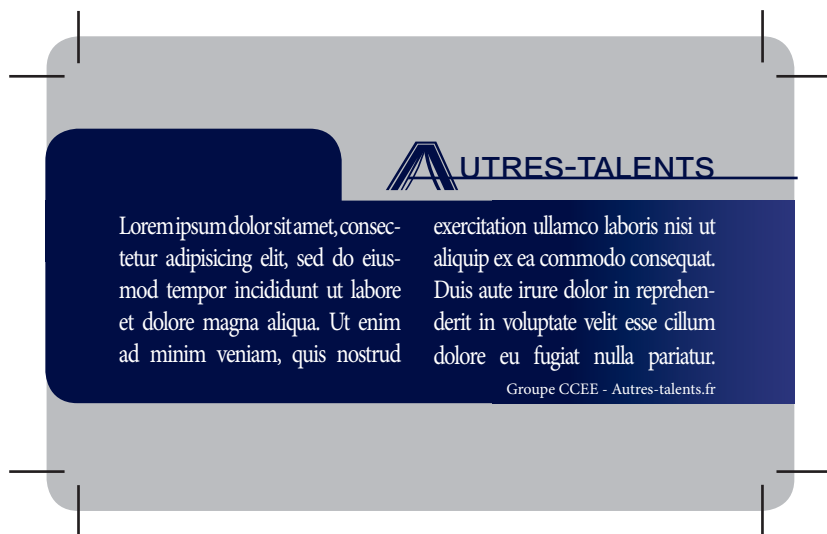 AUTRES-TALENTS
Lorem ipsum dolor sit amet, consec-
tetur adipisicing elit, sed do eius-
mod tempor incididunt ut labore
et dolore magna aliqua. Ut enim
ad minim veniam, quis nostrud
exercitation ullamco laboris nisi ut
aliquip ex ea commodo consequat.
Duis aute irure dolor in reprehen-
derit in voluptate velit esse cillum
dolore eu fugiat nulla pariatur.
Groupe CCEE - Autres-talents.fr